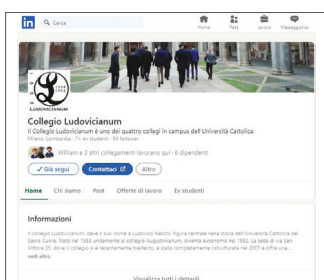 in
Cerca
Home
Rete
Lavoro
Messaggistica
LUDOVICIANUM
Collegio Ludovicianum
Il Collegio Ludovicianum è uno dei quattro collegi in campus dell'Università Cattolica.
Milano, Lombardia · 7+ ex studenti · 94 follower
William e 3 altri collegamenti lavorano qui · 6 dipendenti
Già segui
Contattaci
Altro
Home
Chi siamo
Post
Offerte di lavoro
Ex studenti
Informazioni
Il collegio Ludovicianum, deve il suo nome a Ludovico Necchi, figura centrale nella storia dell'Università Cattolica del
Sacro Cuore. Nato nel 1933 unitamente al collegio Augustinianum, diventa autonomo nel 1992. La sede di via San
Vittore 35, dove il collegio si è recentemente trasferito, è stata completamente ristrutturata nel 2001 e offre una...
vedi altro
Visualizza tutti i dettagli